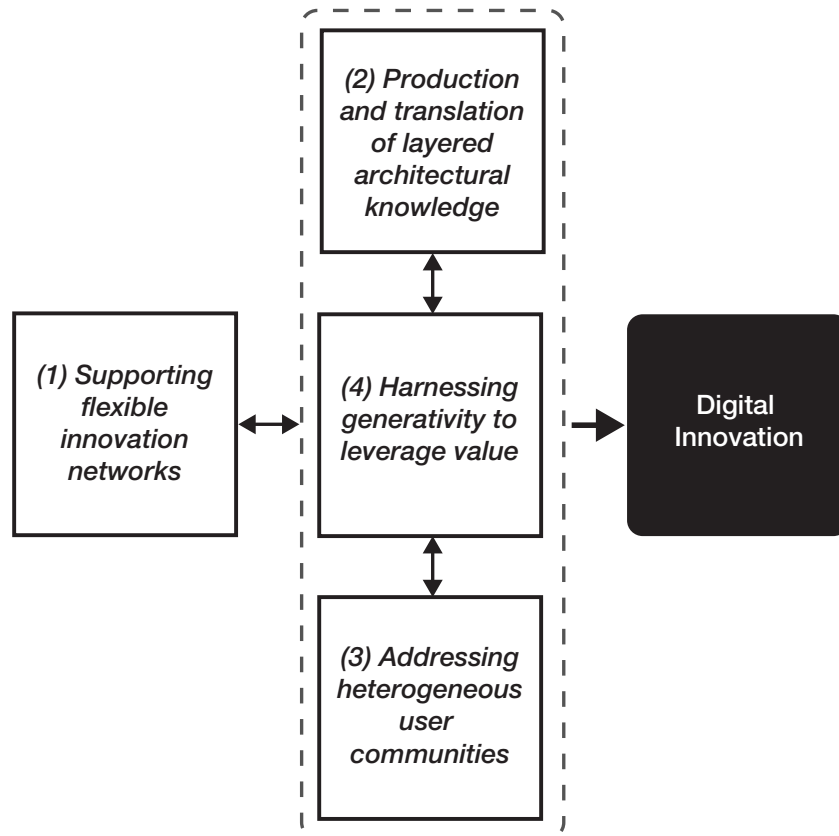 (2) Production
and translation
of layered
architectural
knowledge
(1) Supporting
flexible
innovation
networks
(4) Harnessing
generativity to
leverage value
Digital
Innovation
(3) Addressing
heterogeneous
user
communities